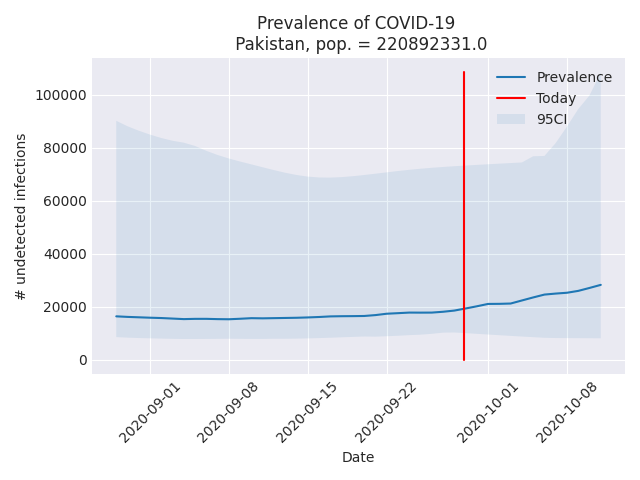 Prevalence of COVID-19
Pakistan, pop. = 220892331.0
Prevalence
Today
95CI
# undetected infections
100000
80000
60000
40000
20000
0
2020-09-01
2020-09-08
2020-09-15
2020-09-22
2020-10-01
2020-10-08
Date